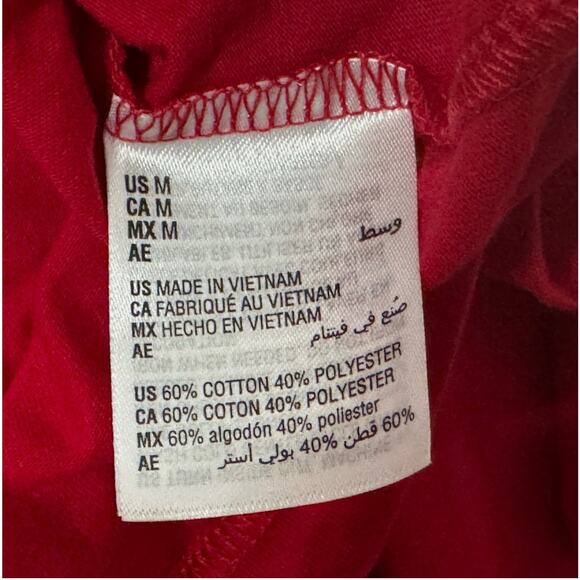 US M
CA M
MX M
AE وسط
US MADE IN VIETNAM
CA FABRIQUÉ AU VIETNAM
MX HECHO EN VIETNAM
AE صُنع في فيتنام
US 60% COTTON 40% POLYESTER
CA 60% COTON 40% POLYESTER
MX 60% algodón 40% poliester
AE 60% قطن 40% بولي أستر